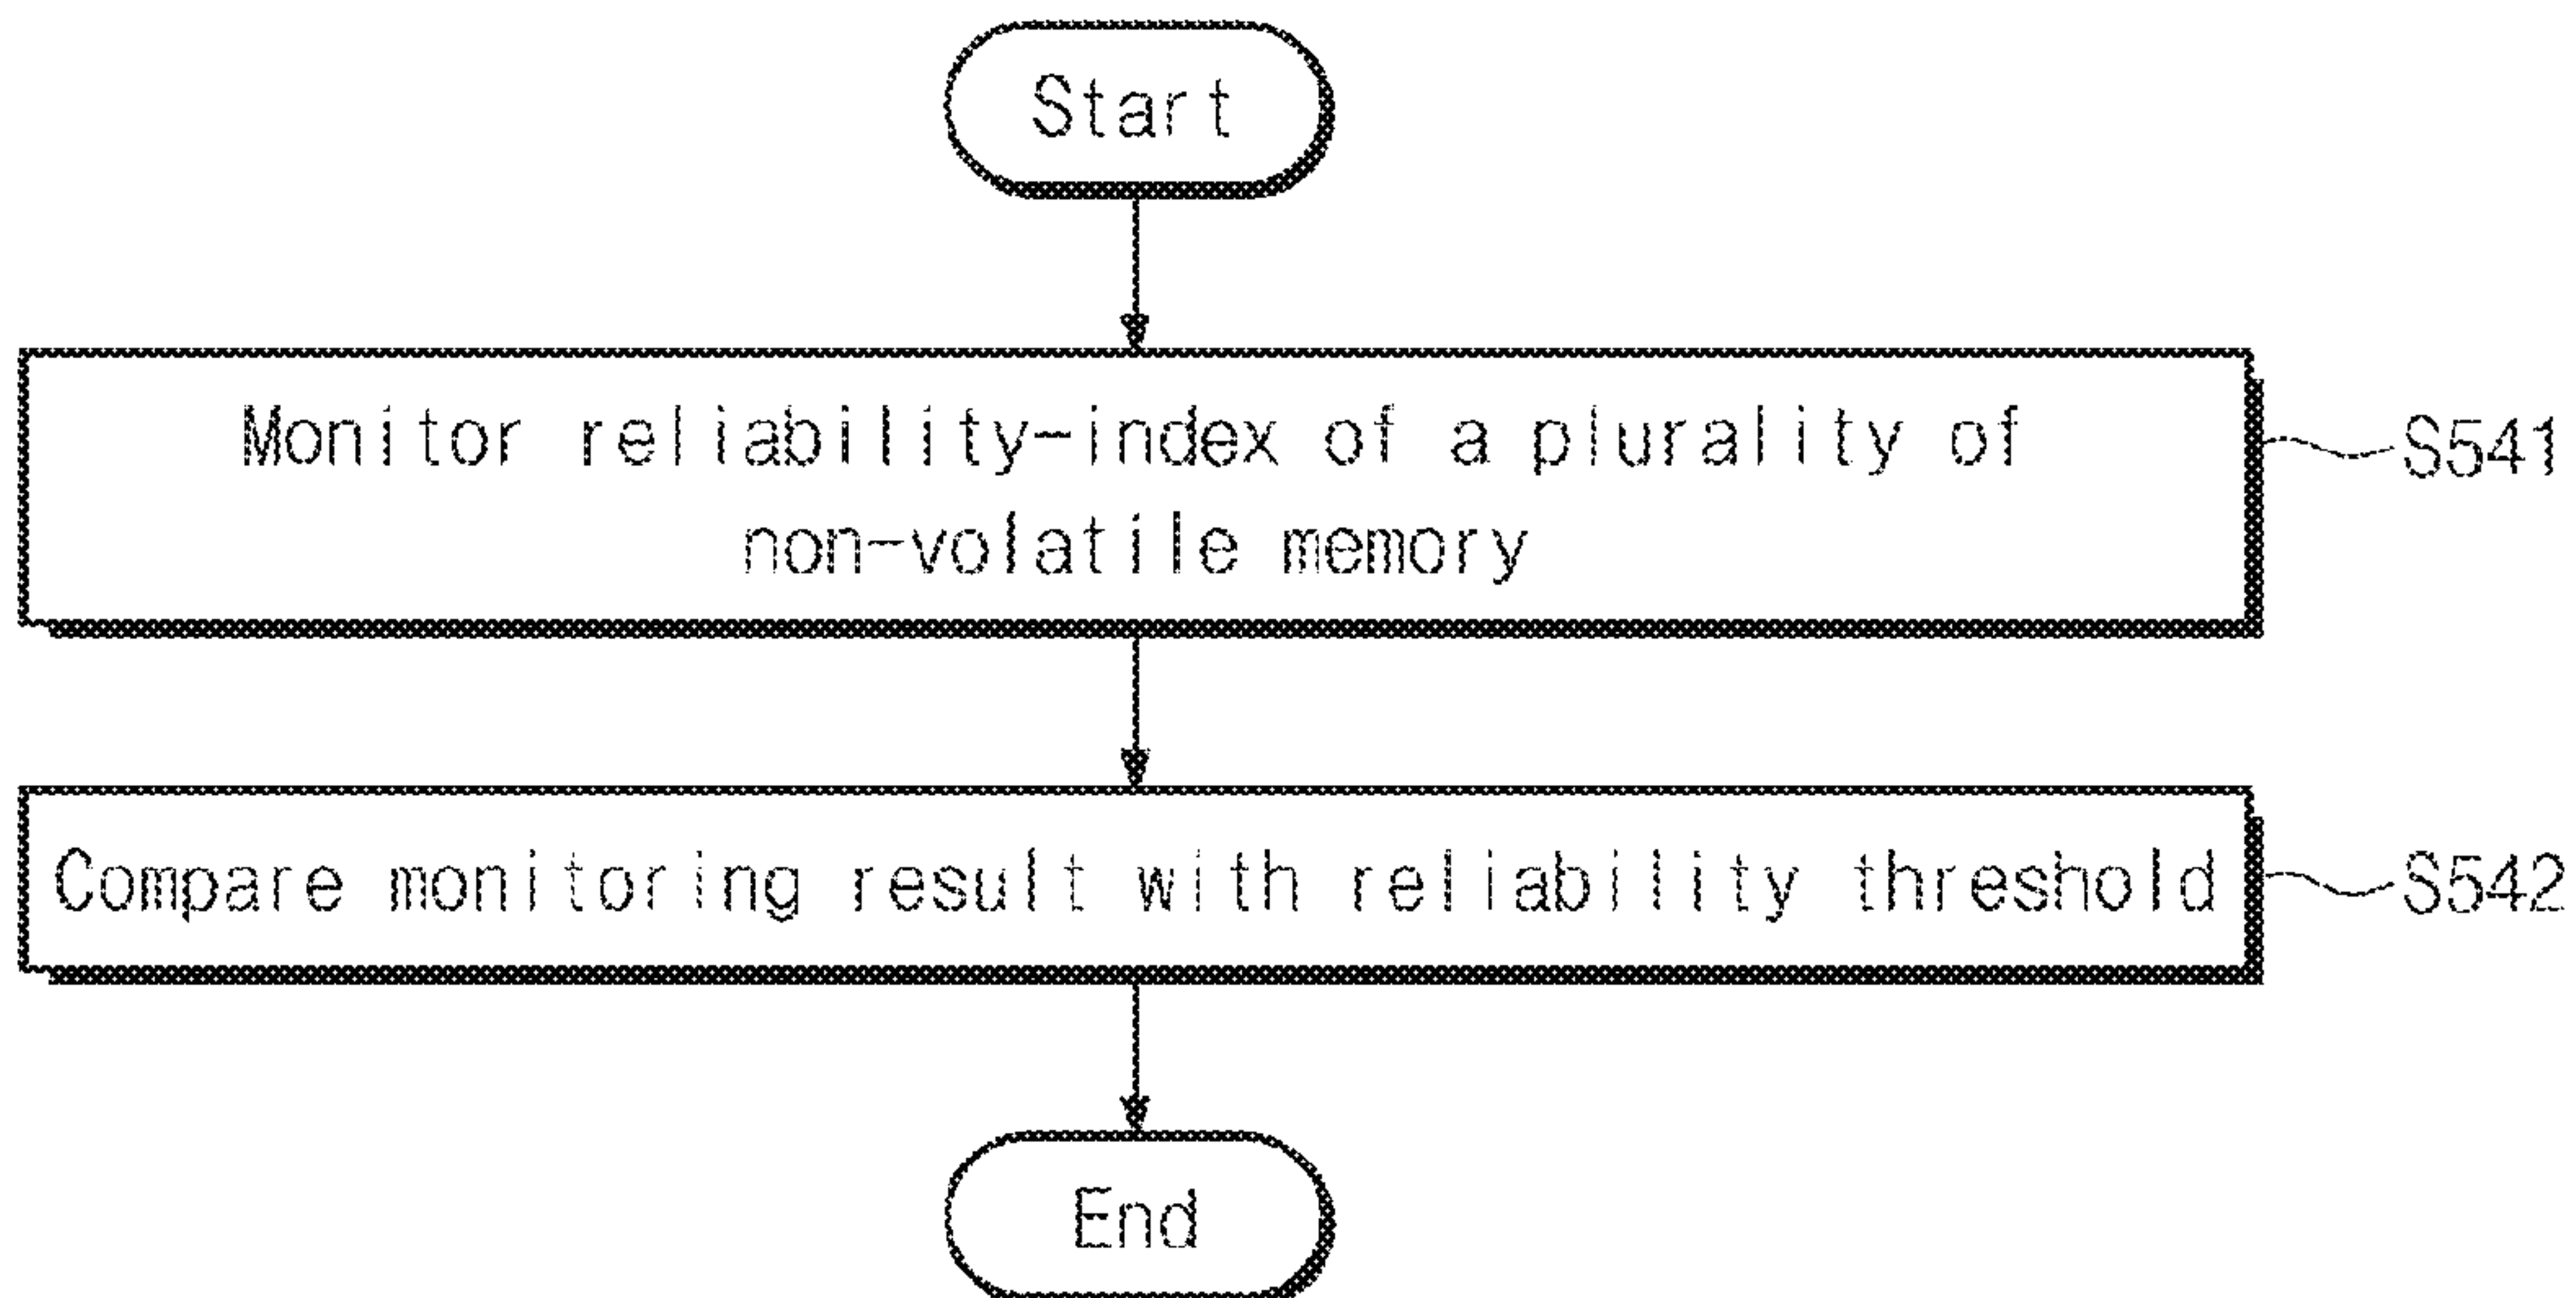 Start
Monitor reliability-index of a plurality of
non-volatile memory
S541
Compare monitoring result with reliability threshold
S542
End